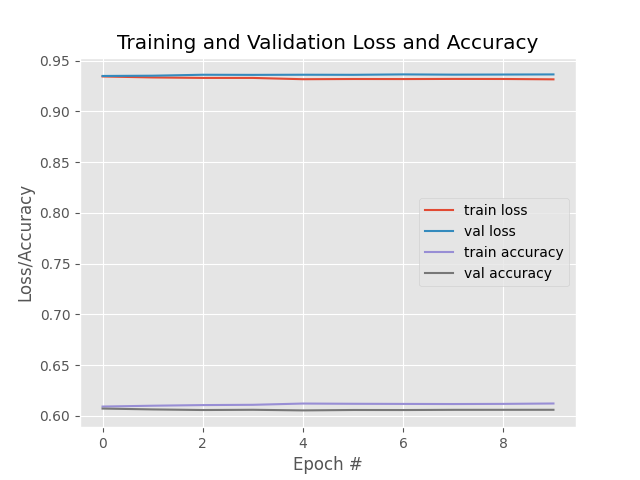 Training and Validation Loss and Accuracy
0.95
0.90
0.85
0.80
0.75
0.70
0.65
0.60
Loss/Accuracy
train loss
val loss
train accuracy
val accuracy
0 2 4 6 8
Epoch #